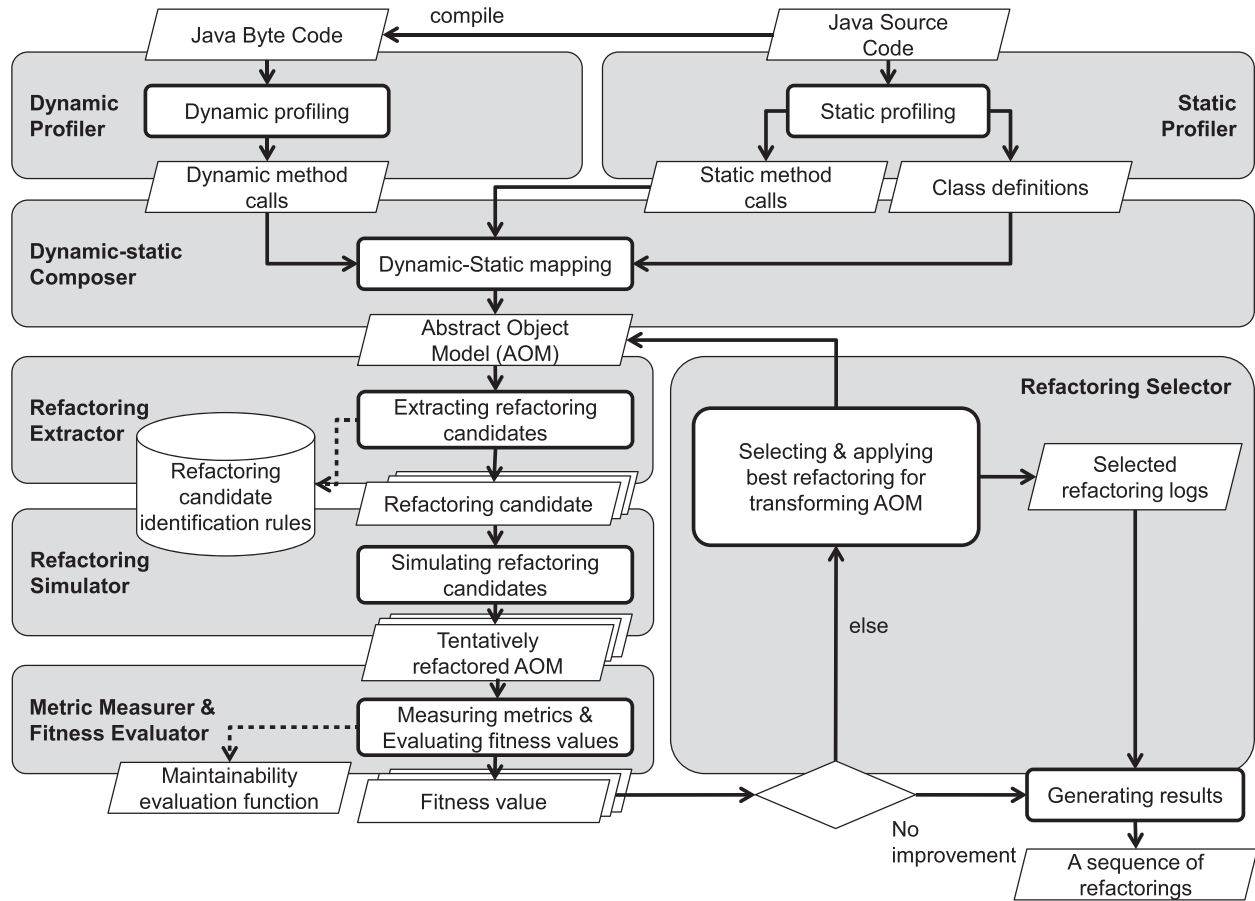 compile
Java Byte Code
Java Source
Code
Dynamic
Profiler
Dynamic profiling
Static profiling
Static
Profiler
Dynamic method
calls
Static method
calls
Class definitions
Dynamic-static
Composer
Dynamic-Static mapping
Abstract Object
Model (AOM)
Refactoring
Extractor
Extracting refactoring
candidates
Refactoring
candidate
identification rules
Refactoring candidate
Refactoring Selector
Selecting & applying
best refactoring for
transforming AOM
Selected
refactoring logs
Refactoring
Simulator
Simulating refactoring
candidates
Tentatively
refactored AOM
else
Metric Measurer &
Fitness Evaluator
Measuring metrics &
Evaluating fitness values
Maintainability
evaluation function
Fitness value
No
improvement
Generating results
A sequence of
refactorings